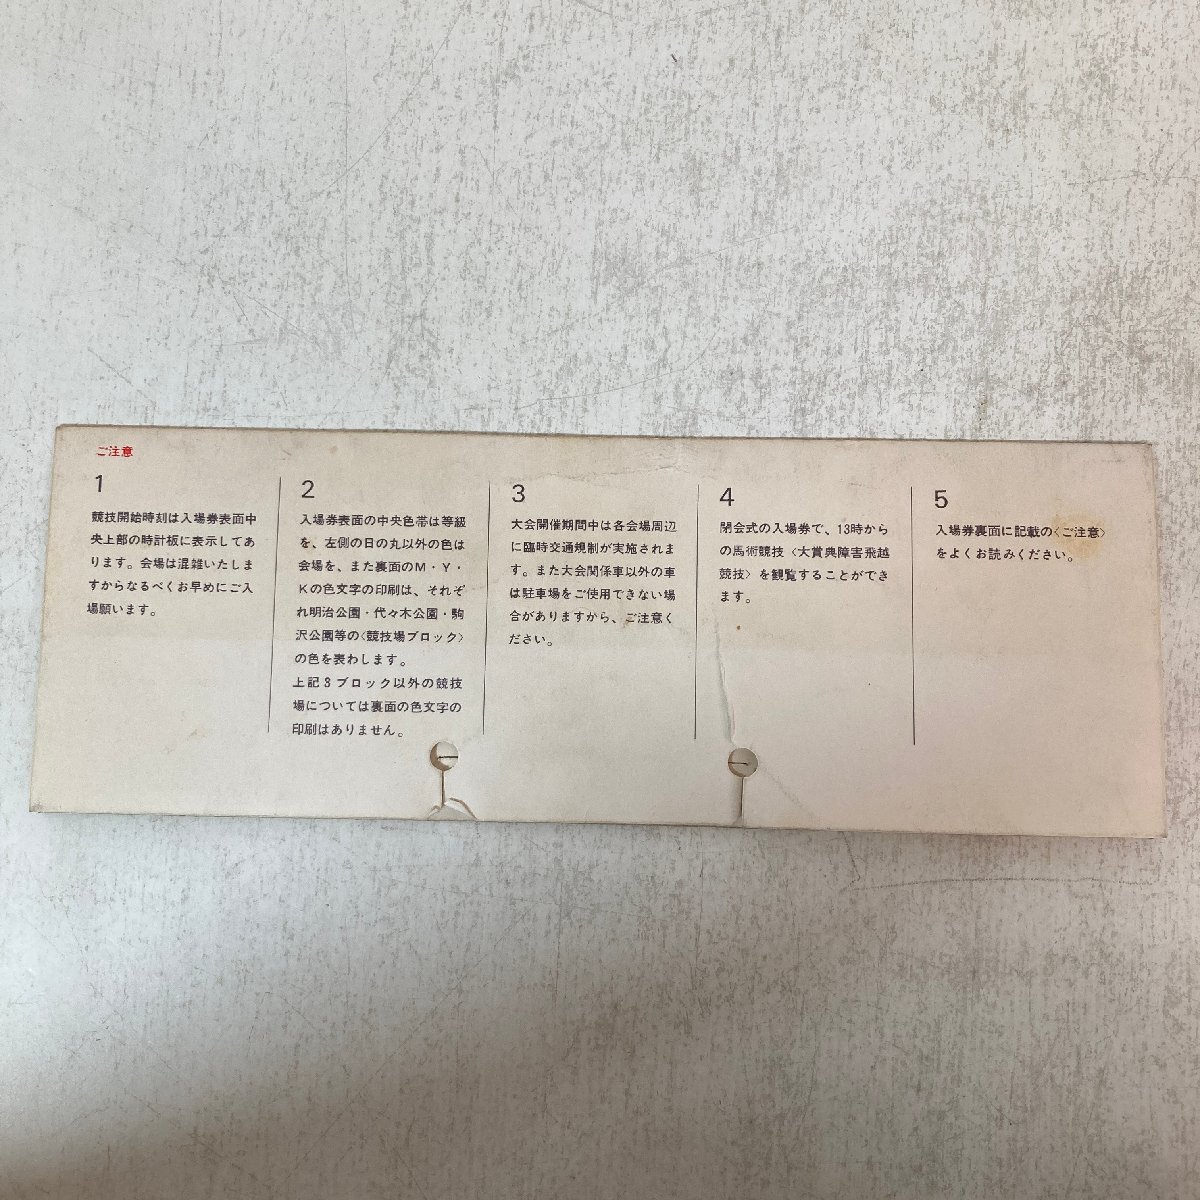 ご注意
1
競技開始時刻は入場券表面中
央上部の時計板に表示してあ
ります。会場は混雑いたしま
すからなるべくお早めにご入
場願います。
2
入場券表面の中央色帯は等級
を、左側の日の丸以外の色は
会場を、また裏面のM・Y・
Kの色文字の印刷は、それぞ
れ明治公園・代々木公園・駒
沢公園等の〈競技場ブロック〉
の色を表わします。
上記3ブロック以外の競技
場については裏面の色文字の
印刷はありません。
3
大会開催期間中は各会場周辺
に臨時交通規制が実施されま
す。また大会関係車以外の車
は駐車場をご使用できない場
合がありますから、ご注意く
ださい。
4
閉会式の入場券で、13時から
の馬術競技〈大賞典障害飛越
競技〉を観覧することができ
ます。
5
入場券裏面に記載の〈ご注意〉
をよくお読みください。